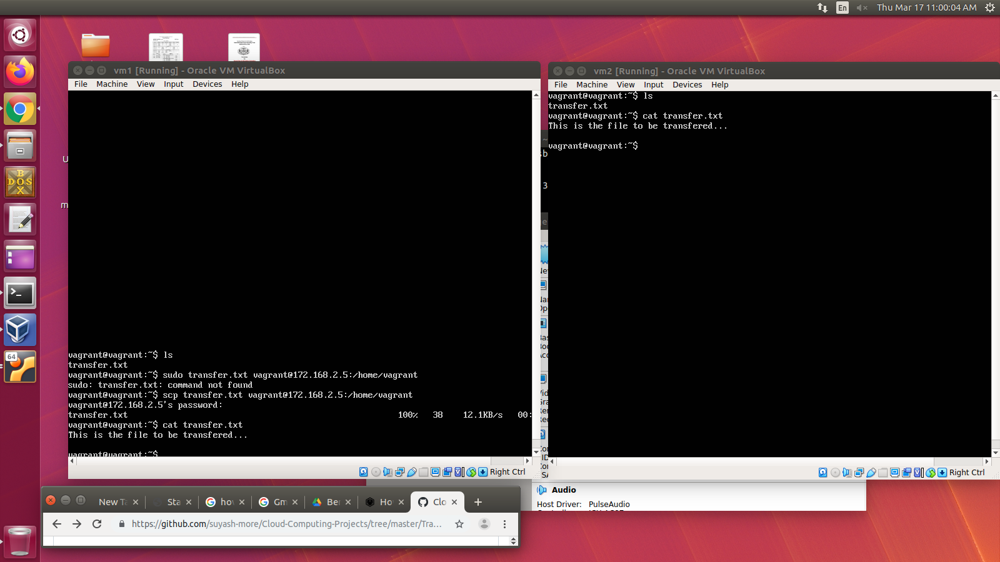 En
Thu Mar 17 11:00:04 AM
vm1 [Running] - Oracle VM VirtualBox
File Machine View Input Devices Help
vagrant@vagrant:~$ ls
transfer.txt
vagrant@vagrant:~$ sudo transfer.txt vagrant@172.168.2.5:/home/vagrant
sudo: transfer.txt: command not found
vagrant@vagrant:~$ scp transfer.txt vagrant@172.168.2.5:/home/vagrant
vagrant@172.168.2.5's password:
transfer.txt 100% 38 12.1KB/s 00:
vagrant@vagrant:~$ cat transfer.txt
This is the file to be transfered...
vagrant@vagrant:~$
Right Ctrl
vm2 [Running] - Oracle VM VirtualBox
File Machine View Input Devices Help
vagrant@vagrant:~$ ls
transfer.txt
vagrant@vagrant:~$ cat transfer.txt
This is the file to be transfered...
vagrant@vagrant:~$
Right Ctrl
Audio
Host Driver: PulseAudio
New Ta
Sta
how
Gm
Ber
Ho
Clo
https://github.com/suyash-more/Cloud-Computing-Projects/tree/master/Tra...
DOS
BOX
64